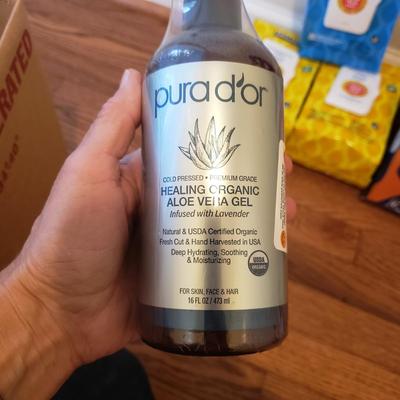 pura d'or
COLD PRESSED • PREMIUM GRADE
HEALING ORGANIC
ALOE VERA GEL
Infused with Lavender
Natural & USDA Certified Organic
Fresh Cut & Hand Harvested in USA
Deep Hydrating, Soothing
& Moisturizing
USDA
ORGANIC
FOR SKIN, FACE & HAIR
16 FL OZ / 473 ml